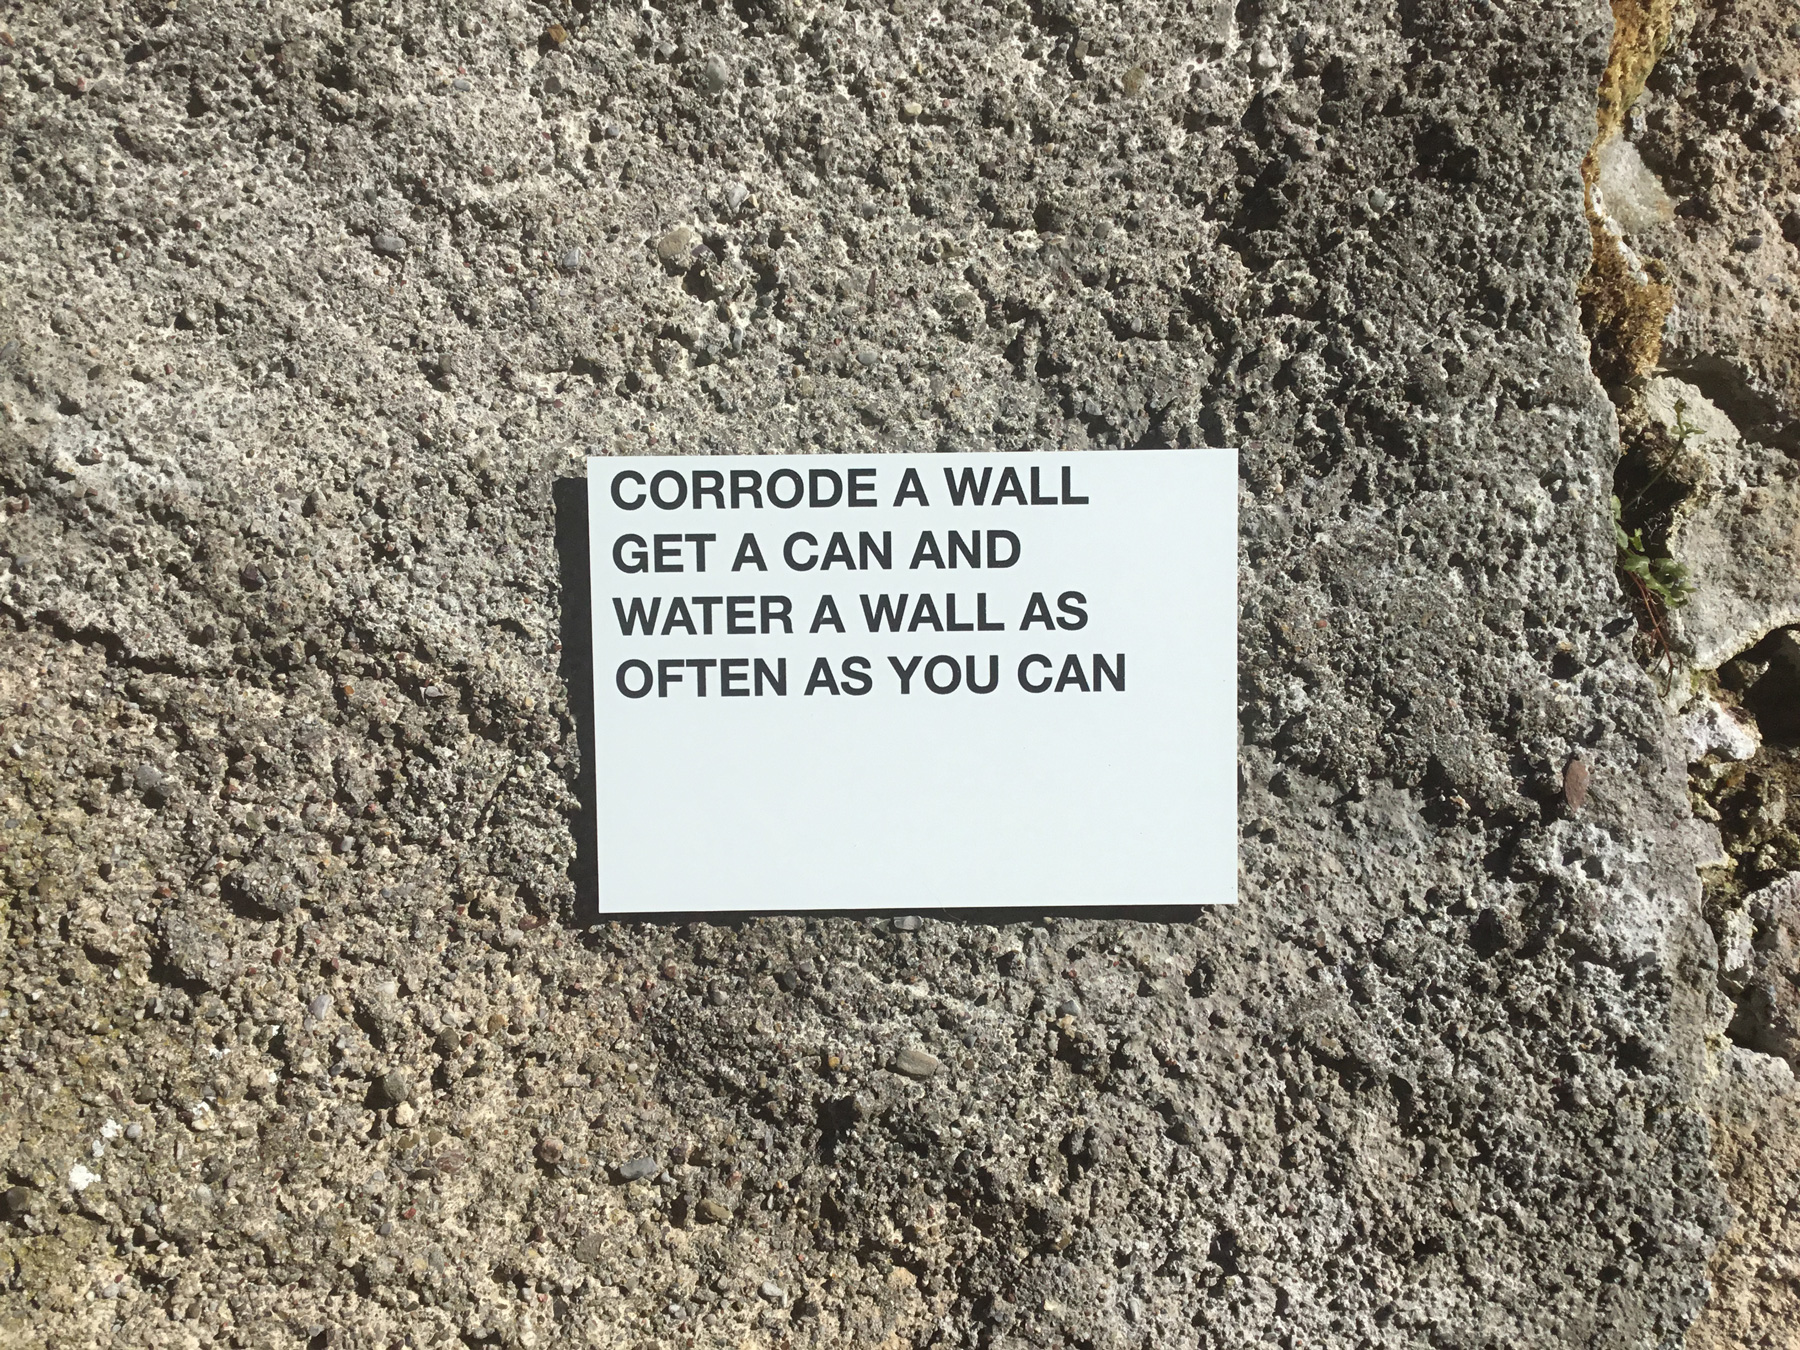 CORRODE A WALL
GET A CAN AND
WATER A WALL AS
OFTEN AS YOU CAN